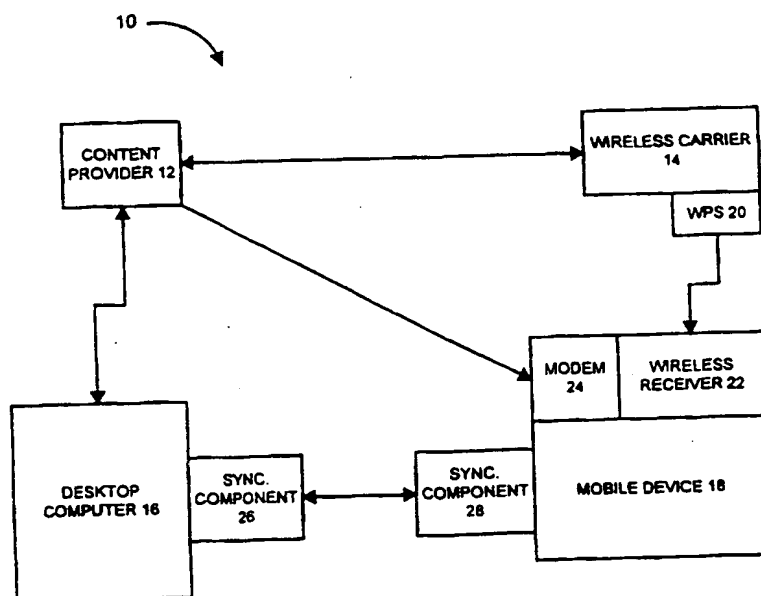 10
CONTENT
PROVIDER 12
WIRELESS CARRIER
14
WPS 20
MODEM
24
WIRELESS
RECEIVER 22
DESKTOP
COMPUTER 16
SYNC.
COMPONENT
26
SYNC.
COMPONENT
28
MOBILE DEVICE 18